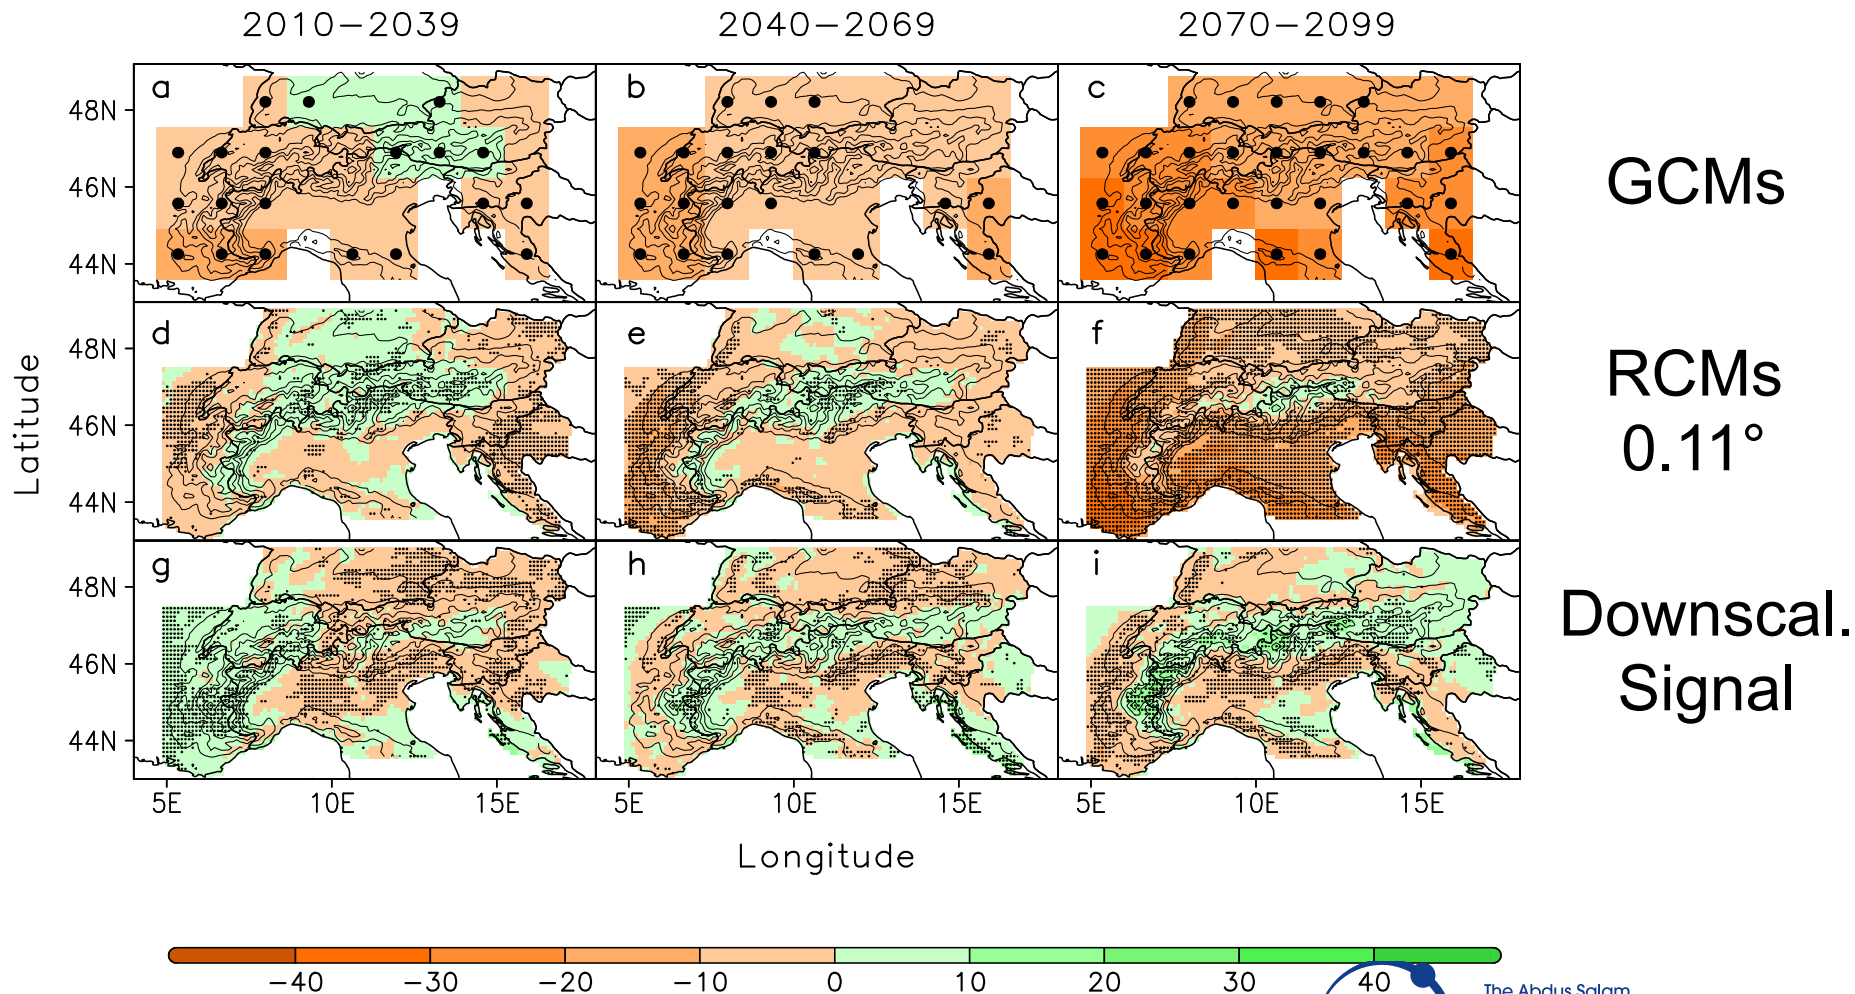 2010-2039 2040-2069 2070-2099
a b c
48N
46N
44N
GCMs
d e f
48N
46N
44N
RCMs
0.11°
Latitude
g h i
48N
46N
44N
Downscal.
Signal
5E 10E 15E 5E 10E 15E 5E 10E 15E
Longitude
-40 -30 -20 -10 0 10 20 30 40
The Abdus Salam